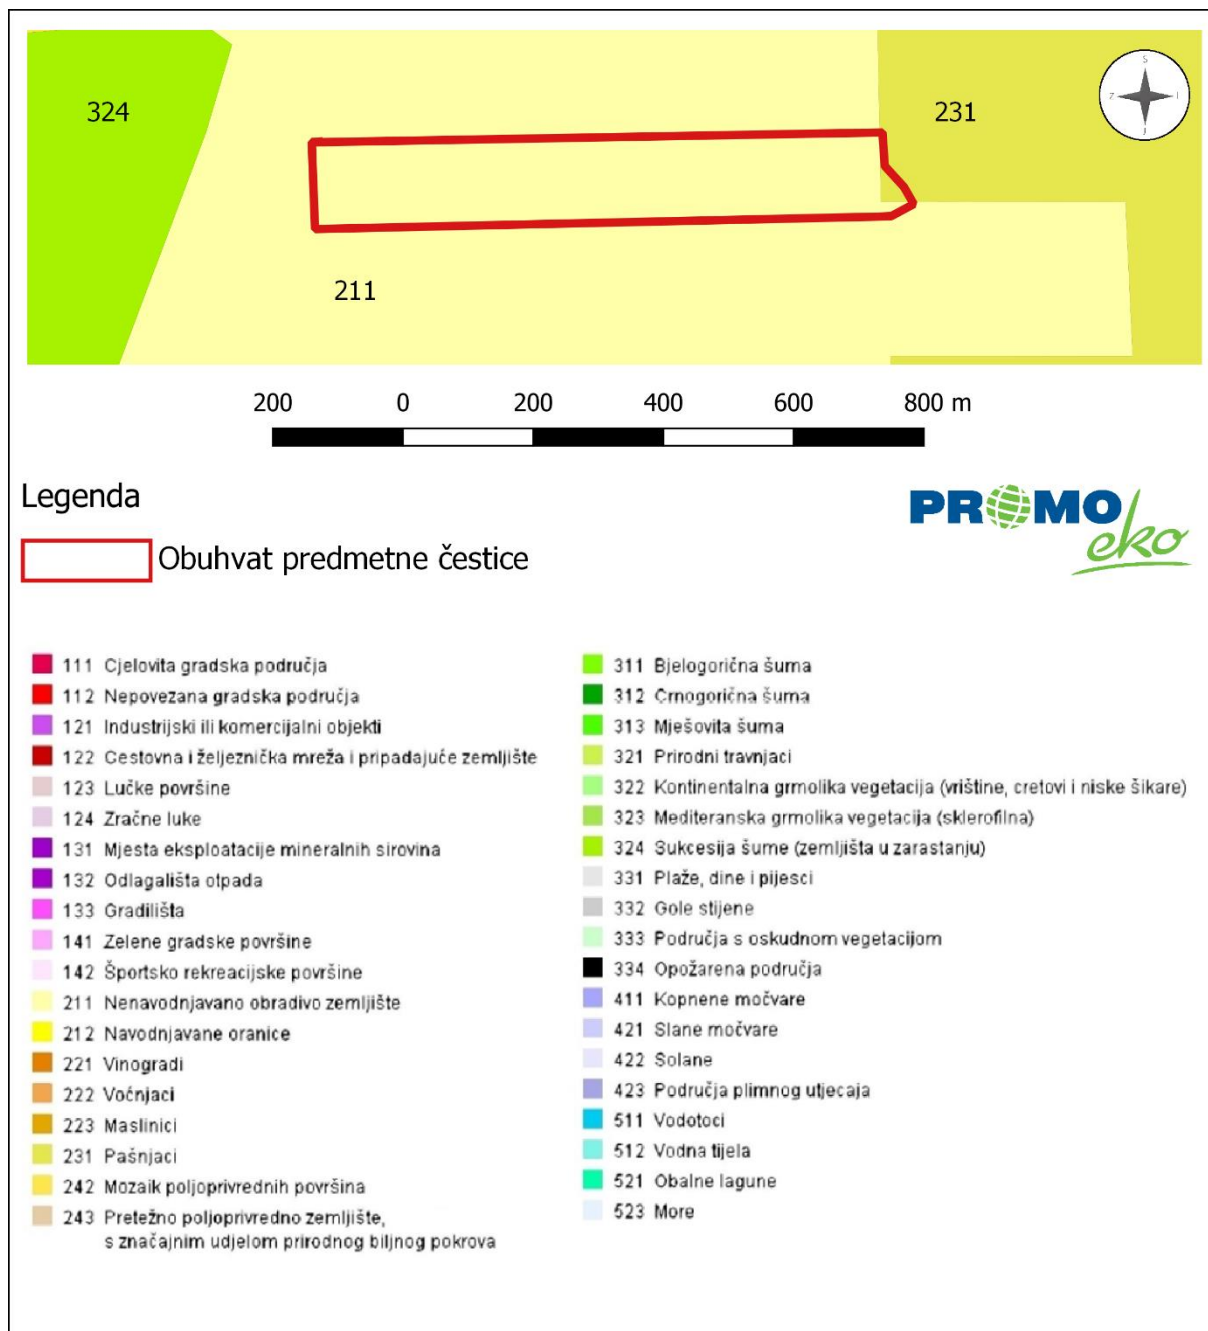 324
231
S
Z I
J
211
200 0 200 400 600 800 m
Legenda
PROMO
eko
Obuhvat predmetne čestice
111 Cjelovita gradska područja
112 Nepovezana gradska područja
121 Industrijski ili komercijalni objekti
122 Cestovna i željeznička mreža i pripadajuće zemljište
123 Lučke površine
124 Zračne luke
131 Mjesta eksploatacije mineralnih sirovina
132 Odlagališta otpada
133 Gradilišta
141 Zelene gradske površine
142 Športsko rekreacijske površine
211 Nenavodnjavano obradivo zemljište
212 Navodnjavane oranice
221 Vinogradi
222 Voćnjaci
223 Maslinici
231 Pašnjaci
242 Mozaik poljoprivrednih površina
243 Pretežno poljoprivredno zemljište,
s značajnim udjelom prirodnog biljnog pokrova
311 Bjelogorična šuma
312 Crnogorična šuma
313 Mješovita šuma
321 Prirodni travnjaci
322 Kontinentalna grmolika vegetacija (vrištine, cretovi i niske šikare)
323 Mediteranska grmolika vegetacija (sklerofilna)
324 Sukcesija šume (zemljišta u zarastanju)
331 Plaže, dine i pijesci
332 Gole stijene
333 Područja s oskudnom vegetacijom
334 Opožarena područja
411 Kopnene močvare
421 Slane močvare
422 Solane
423 Područja plimnog utjecaja
511 Vodotoci
512 Vodna tijela
521 Obalne lagune
523 More